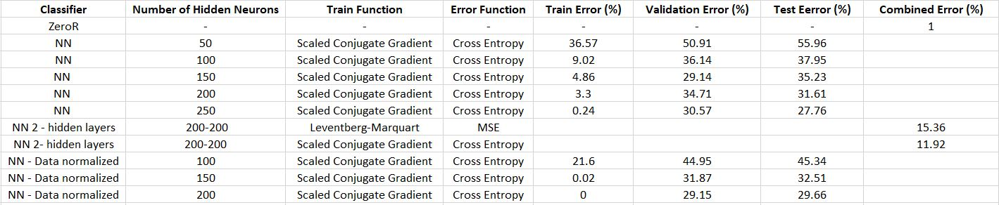 Classifier Number of Hidden Neurons Train Function Error Function Train Error (%) Validation Error (%) Test Eerror (%) Combined Error (%)
ZeroR - - - - - - 1
NN 50 Scaled Conjugate Gradient Cross Entropy 36.57 50.91 55.96
NN 100 Scaled Conjugate Gradient Cross Entropy 9.02 36.14 37.95
NN 150 Scaled Conjugate Gradient Cross Entropy 4.86 29.14 35.23
NN 200 Scaled Conjugate Gradient Cross Entropy 3.3 34.71 31.61
NN 250 Scaled Conjugate Gradient Cross Entropy 0.24 30.57 27.76
NN 2 - hidden layers 200-200 Leventberg-Marquart MSE 15.36
NN 2- hidden layers 200-200 Scaled Conjugate Gradient Cross Entropy 11.92
NN - Data normalized 100 Scaled Conjugate Gradient Cross Entropy 21.6 44.95 45.34
NN - Data normalized 150 Scaled Conjugate Gradient Cross Entropy 0.02 31.87 32.51
NN - Data normalized 200 Scaled Conjugate Gradient Cross Entropy 0 29.15 29.66